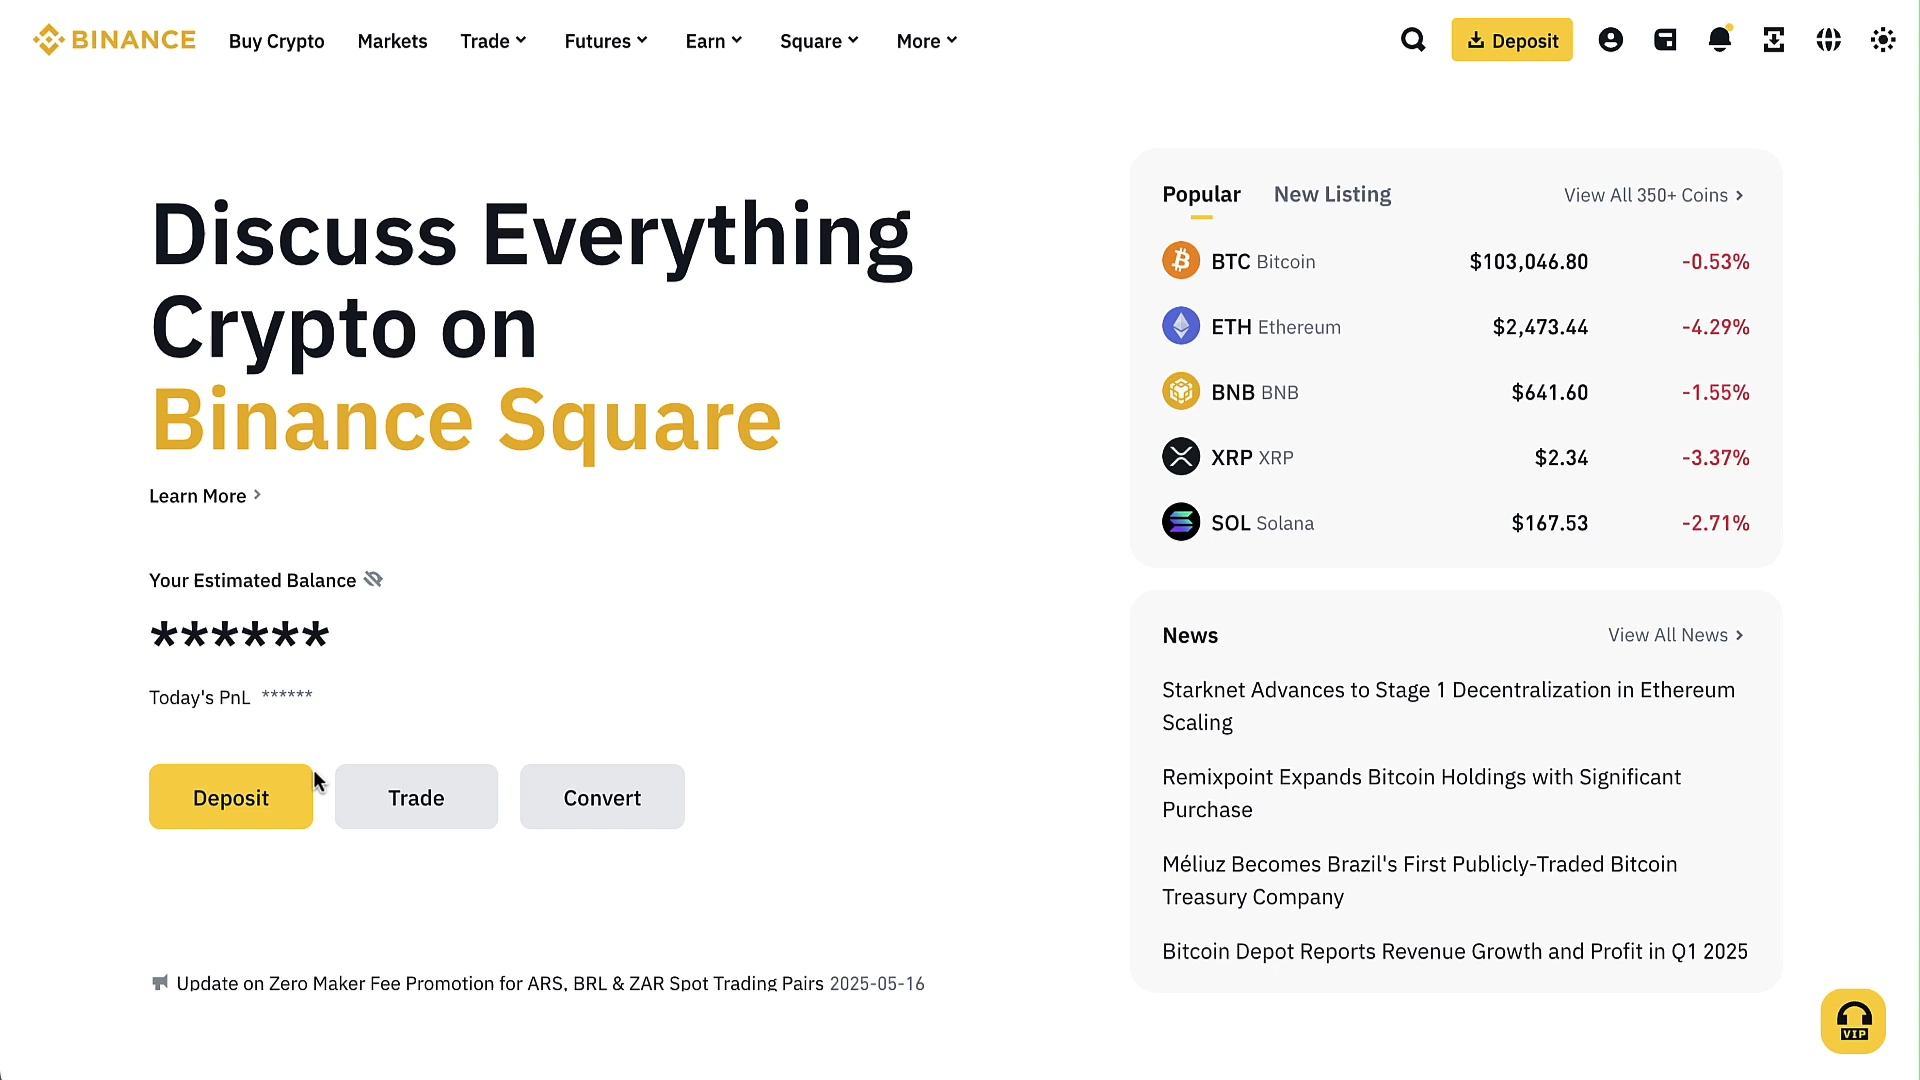 BINANCE Buy Crypto Markets Trade Futures Earn Square More Deposit
Discuss Everything
Crypto on
Binance Square
Learn More
Your Estimated Balance
******
Today's PnL ******
Deposit Trade Convert
Update on Zero Maker Fee Promotion for ARS, BRL & ZAR Spot Trading Pairs 2025-05-16
Popular New Listing View All 350+ Coins
BTC Bitcoin $103,046.80 -0.53%
ETH Ethereum $2,473.44 -4.29%
BNB BNB $641.60 -1.55%
XRP XRP $2.34 -3.37%
SOL Solana $167.53 -2.71%
News View All News
Starknet Advances to Stage 1 Decentralization in Ethereum
Scaling
Remixpoint Expands Bitcoin Holdings with Significant
Purchase
Méliuz Becomes Brazil's First Publicly-Traded Bitcoin
Treasury Company
Bitcoin Depot Reports Revenue Growth and Profit in Q1 2025
VIP